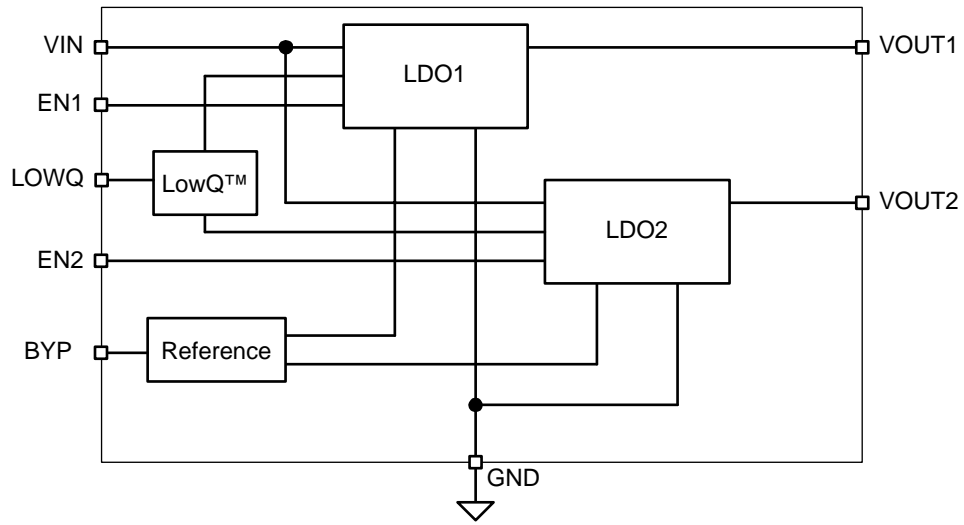 VIN
LDO1
VOUT1
EN1
LOWQ
LowQ™
VOUT2
LDO2
EN2
BYP
Reference
GND